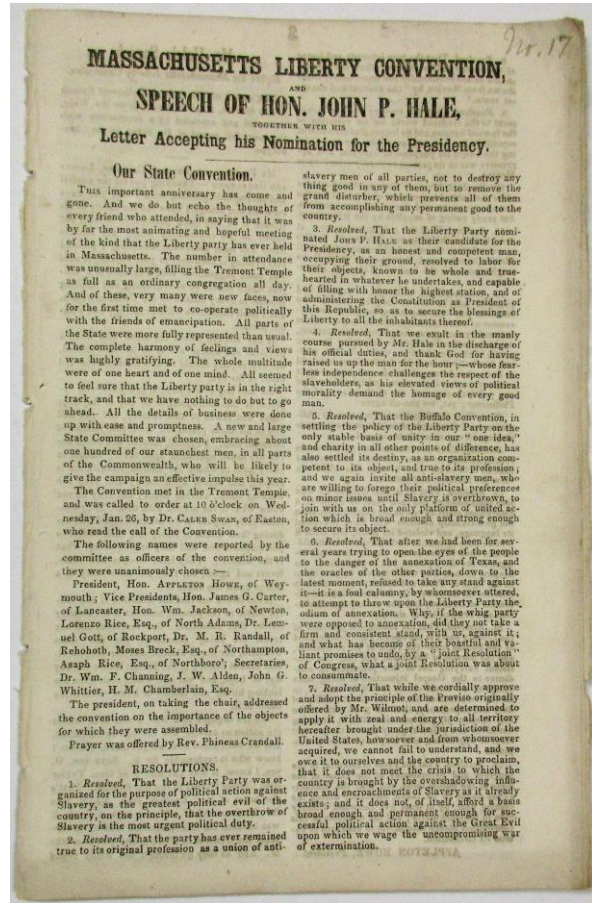 No. 17
MASSACHUSETTS LIBERTY CONVENTION,
AND
SPEECH OF HON. JOHN P. HALE,
TOGETHER WITH HIS
Letter Accepting his Nomination for the Presidency.
Our State Convention.
THIS important anniversary has come and
gone. And we do but echo the thoughts of
every friend who attended, in saying that it was
by far the most animating and hopeful meeting
of the kind that the Liberty party has ever held
in Massachusetts. The number in attendance
was unusually large, filling the Tremont Temple
as full as an ordinary congregation all day.
And of these, very many were new faces, now
for the first time met to co-operate politically
with the friends of emancipation. All parts of
the State were more fully represented than usual.
The complete harmony of feelings and views
was highly gratifying. The whole multitude
were of one heart and of one mind. All seemed
to feel sure that the Liberty party is in the right
track, and that we have nothing to do but to go
ahead. All the details of business were done
up with ease and promptness. A new and large
State Committee was chosen, embracing about
one hundred of our staunchest men, in all parts
of the Commonwealth, who will be likely to
give the campaign an effective impulse this year.
The Convention met in the Tremont Temple,
and was called to order at 10 o'clock on Wed-
nesday, Jan. 26, by Dr. CALEB SWAN, of Easton,
who read the call of the Convention.
The following names were reported by the
committee as officers of the convention, and
they were unanimously chosen :—
President, Hon. APPLETON HOWE, of Wey-
mouth ; Vice Presidents, Hon. James G. Carter,
of Lancaster, Hon. Wm. Jackson, of Newton,
Lorenzo Rice, Esq., of North Adams, Dr. Lem-
uel Gott, of Rockport, Dr. M. R. Randall, of
Rehoboth, Moses Breck, Esq., of Northampton,
Asaph Rice, Esq., of Northboro'; Secretaries,
Dr. Wm. F. Channing, J. W. Alden, John G.
Whittier, H. M. Chamberlain, Esq.
The president, on taking the chair, addressed
the convention on the importance of the objects
for which they were assembled.
Prayer was offered by Rev. Phineas Crandall.
RESOLUTIONS.
1. Resolved, That the Liberty Party was or-
ganized for the purpose of political action against
Slavery, as the greatest political evil of the
country, on the principle, that the overthrow of
Slavery is the most urgent political duty.
2. Resolved, That the party has ever remained
true to its original profession as a union of anti-
slavery men of all parties, not to destroy any
thing good in any of them, but to remove the
grand disturber, which prevents all of them
from accomplishing any permanent good to the
country.
3. Resolved, That the Liberty Party nomi-
nated JOHN P. HALE as their candidate for the
Presidency, as an honest and competent man,
occupying their ground, resolved to labor for
their objects, known to be whole and true-
hearted in whatever he undertakes, and capable
of filling with honor the highest station, and of
administering the Constitution as President of
this Republic, so as to secure the blessings of
Liberty to all the inhabitants thereof.
4. Resolved, That we exult in the manly
course pursued by Mr. Hale in the discharge of
his official duties, and thank God for having
raised us up the man for the hour ;—whose fear-
less independence challenges the respect of the
slaveholders, as his elevated views of political
morality demand the homage of every good
man.
5. Resolved, That the Buffalo Convention, in
settling the policy of the Liberty Party on the
only stable basis of unity in our "one idea,"
and charity in all other points of difference, has
also settled its destiny, as an organization com-
petent to its object, and true to its profession ;
and we again invite all anti-slavery men, who
are willing to forego their political preferences
on minor issues until Slavery is overthrown, to
join with us on the only platform of united ac-
tion which is broad enough and strong enough
to secure its object.
6. Resolved, That after we had been for sev-
eral years trying to open the eyes of the people
to the danger of the annexation of Texas, and
the oracles of the other parties, down to the
latest moment, refused to take any stand against
it—it is a foul calumny, by whomsoever uttered,
to attempt to throw upon the Liberty Party the
odium of annexation. Why, if the whig party
were opposed to annexation, did they not take a
firm and consistent stand, with us, against it ;
and what has become of their boastful and va-
liant promises to undo, by a "joint Resolution"
of Congress, what a joint Resolution was about
to consummate.
7. Resolved, That while we cordially approve
and adopt the principle of the Proviso originally
offered by Mr. Wilmot, and are determined to
apply it with zeal and energy to all territory
hereafter brought under the jurisdiction of the
United States, howsoever and from whomsoever
acquired, we cannot fail to understand, and we
owe it to ourselves and the country to proclaim,
that it does not meet the crisis to which the
country is brought by the overshadowing influ-
ence and encroachments of Slavery as it already
exists ; and it does not, of itself, afford a basis
broad enough and permanent enough for suc-
cessful political action against the Great Evil
upon which we wage the uncompromising war
of extermination.